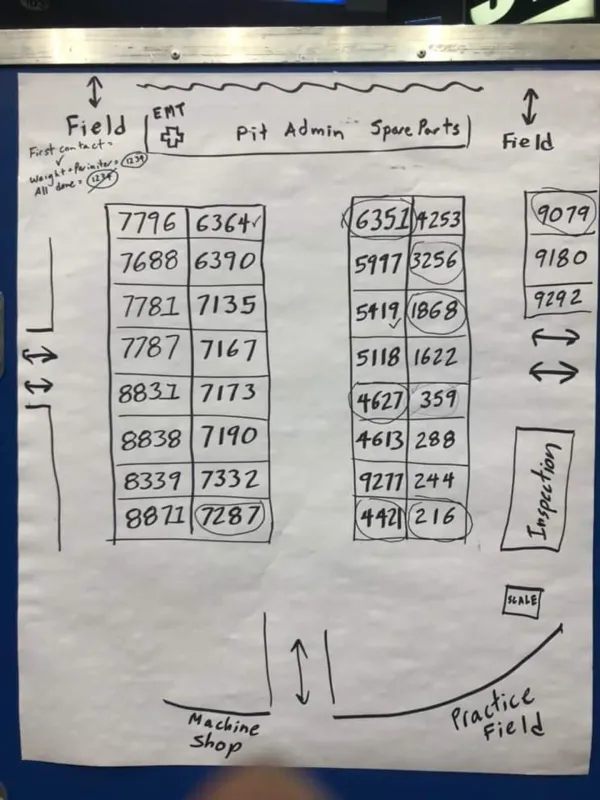 EMT
Field
Pit Admin
Spare Parts
Field
First contact = ✓
Weight + Perimiter = 1234
All done = 1234
7796 6364 ✓
7688 6390
7781 7135
7787 7167
8831 7173
8838 7190
8339 7332
8871 7287
6351 4253
5997 3256
5419 ✓ 1868
5118 1622
4627 359
4613 288
9277 244
4421 216
9079
9180
9292
Inspection
SCALE
Machine
Shop
Practice
Field